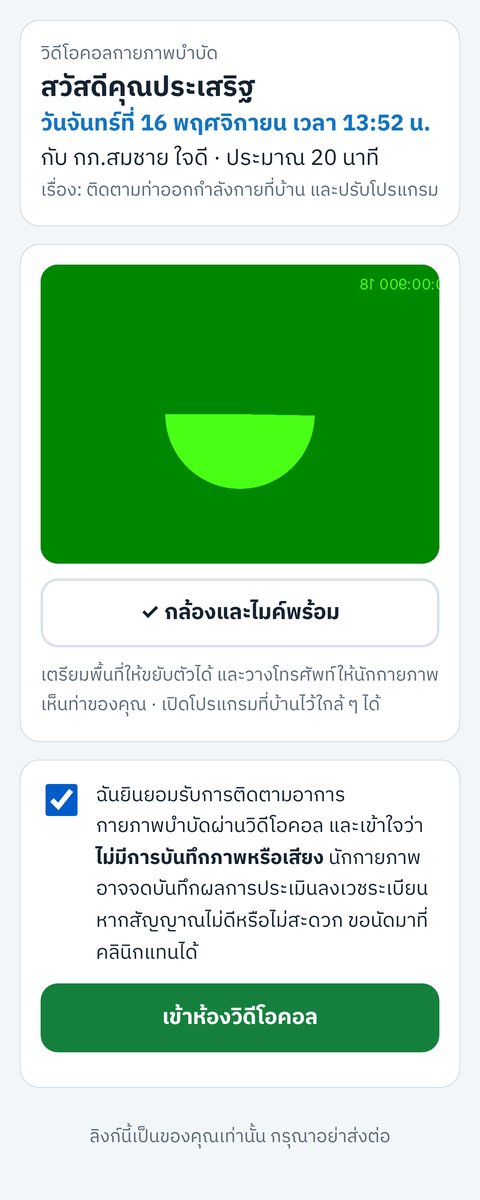 วิดีโอคอลกายภาพบำบัด
สวัสดีคุณประเสริฐ
วันจันทร์ที่ 16 พฤศจิกายน เวลา 13:52 น.
กับ กภ.สมชาย ใจดี · ประมาณ 20 นาที
เรื่อง: ติดตามท่าออกกำลังกายที่บ้าน และปรับโปรแกรม
✓ กล้องและไมค์พร้อม
เตรียมพื้นที่ให้ขยับตัวได้ และวางโทรศัพท์ให้นักกายภาพ
เห็นท่าของคุณ · เปิดโปรแกรมที่บ้านไว้ใกล้ ๆ ได้
ฉันยินยอมรับการติดตามอาการ
กายภาพบำบัดผ่านวิดีโอคอล และเข้าใจว่า
ไม่มีการบันทึกภาพหรือเสียง นักกายภาพ
อาจจดบันทึกผลการประเมินลงเวชระเบียน
หากสัญญาณไม่ดีหรือไม่สะดวก ขอนัดมาที่
คลินิกแทนได้
เข้าห้องวิดีโอคอล
ลิงก์นี้เป็นของคุณเท่านั้น กรุณาอย่าส่งต่อ